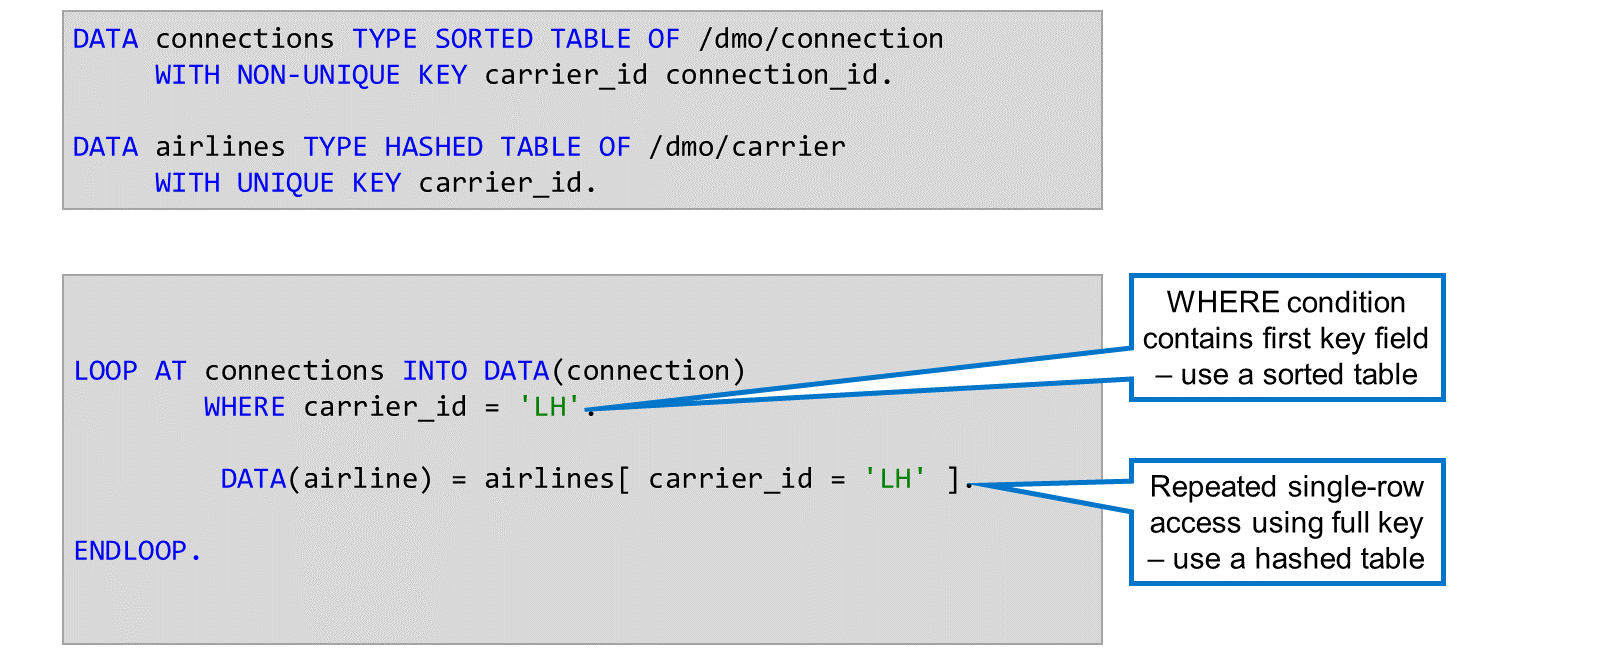 DATA connections TYPE SORTED TABLE OF /dmo/connection
WITH NON-UNIQUE KEY carrier_id connection_id.
DATA airlines TYPE HASHED TABLE OF /dmo/carrier
WITH UNIQUE KEY carrier_id.
LOOP AT connections INTO DATA(connection)
WHERE carrier_id = 'LH'.
DATA(airline) = airlines[ carrier_id = 'LH' ].
ENDLOOP.
WHERE condition
contains first key field
– use a sorted table
Repeated single-row
access using full key
– use a hashed table